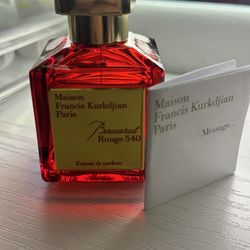 Maison
Francis Kurkdjian
Paris
Baccarat
Rouge 540
Extrait de parfum
Maison
Francis Kurkdjian
Paris
Message...